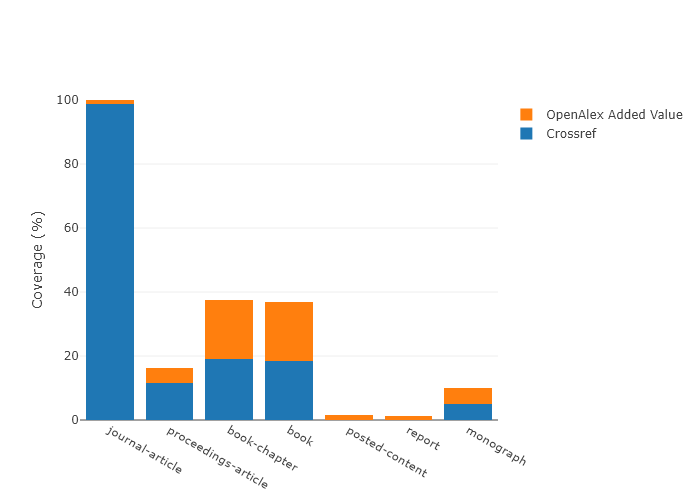 100
80
60
40
20
0
Coverage (%)
journal-article
proceedings-article
book-chapter
book
posted-content
report
monograph
OpenAlex Added Value
Crossref